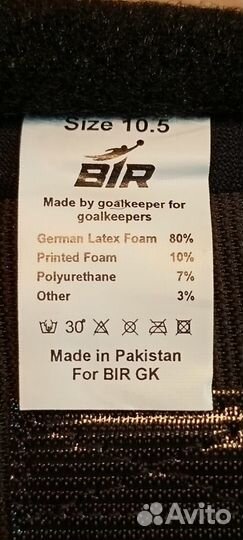 Size 10.5
BIR
Made by goalkeeper for
goalkeepers
German Latex Foam 80%
Printed Foam 10%
Polyurethane 7%
Other 3%
30°
Made in Pakistan
For BIR GK
Avito